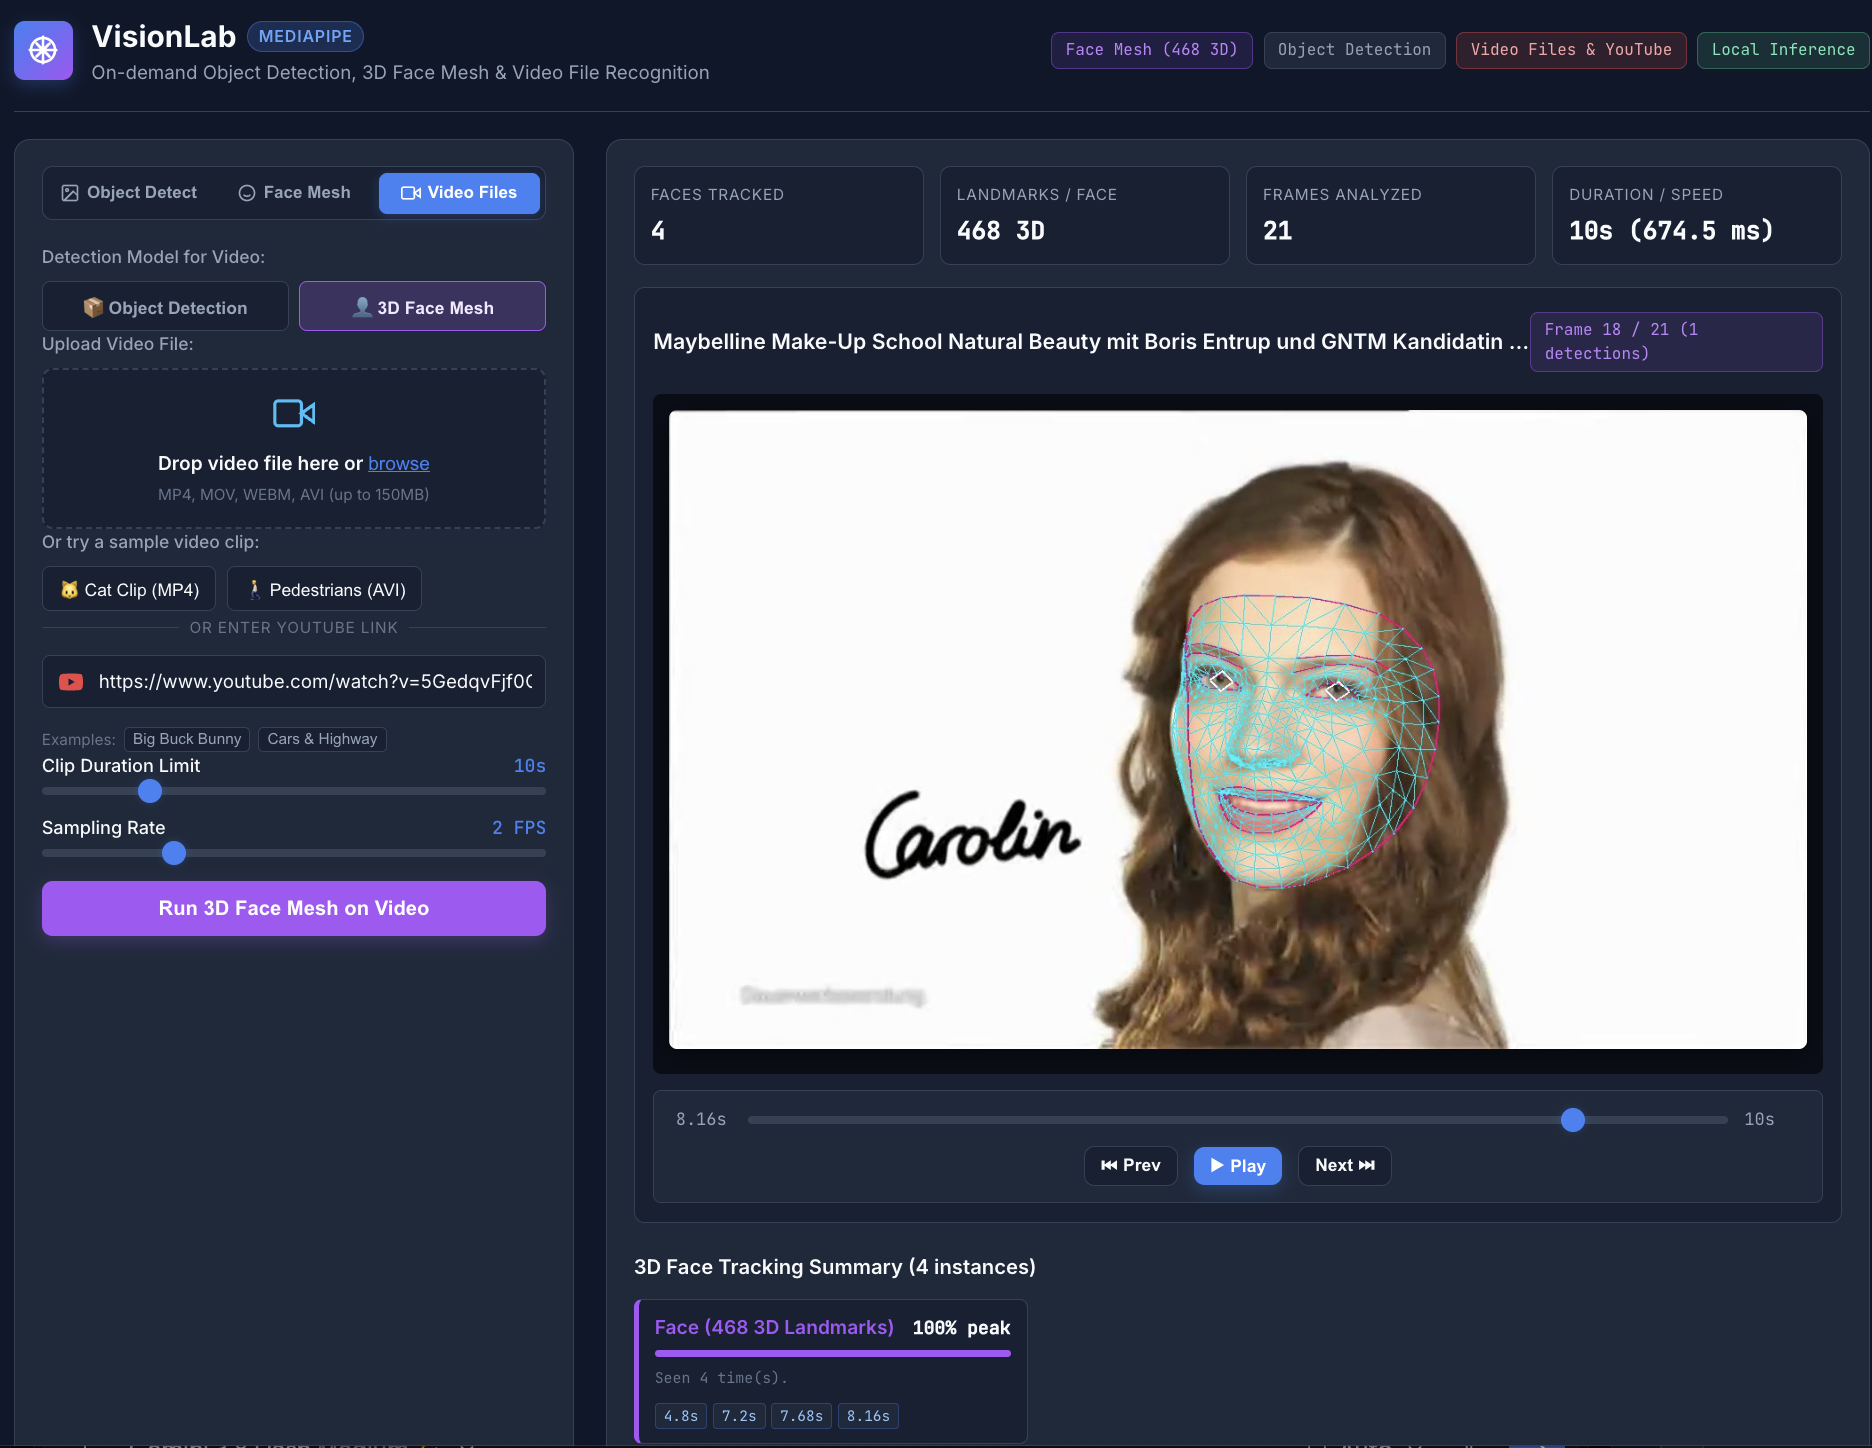 VisionLab MEDIAPIPE
On-demand Object Detection, 3D Face Mesh & Video File Recognition
Face Mesh (468 3D) Object Detection Video Files & YouTube Local Inference
Object Detect Face Mesh Video Files
Detection Model for Video:
Object Detection 3D Face Mesh
Upload Video File:
Drop video file here or browse
MP4, MOV, WEBM, AVI (up to 150MB)
Or try a sample video clip:
Cat Clip (MP4) Pedestrians (AVI)
OR ENTER YOUTUBE LINK
https://www.youtube.com/watch?v=5GedqvFjf0
Examples: Big Buck Bunny Cars & Highway
Clip Duration Limit 10s
Sampling Rate 2 FPS
Run 3D Face Mesh on Video
FACES TRACKED
4
LANDMARKS / FACE
468 3D
FRAMES ANALYZED
21
DURATION / SPEED
10s (674.5 ms)
Maybelline Make-Up School Natural Beauty mit Boris Entrup und GNTM Kandidatin ...
Frame 18 / 21 (1
detections)
Carolin
8.16s 10s
Prev Play Next
3D Face Tracking Summary (4 instances)
Face (468 3D Landmarks) 100% peak
Seen 4 time(s).
4.8s 7.2s 7.68s 8.16s